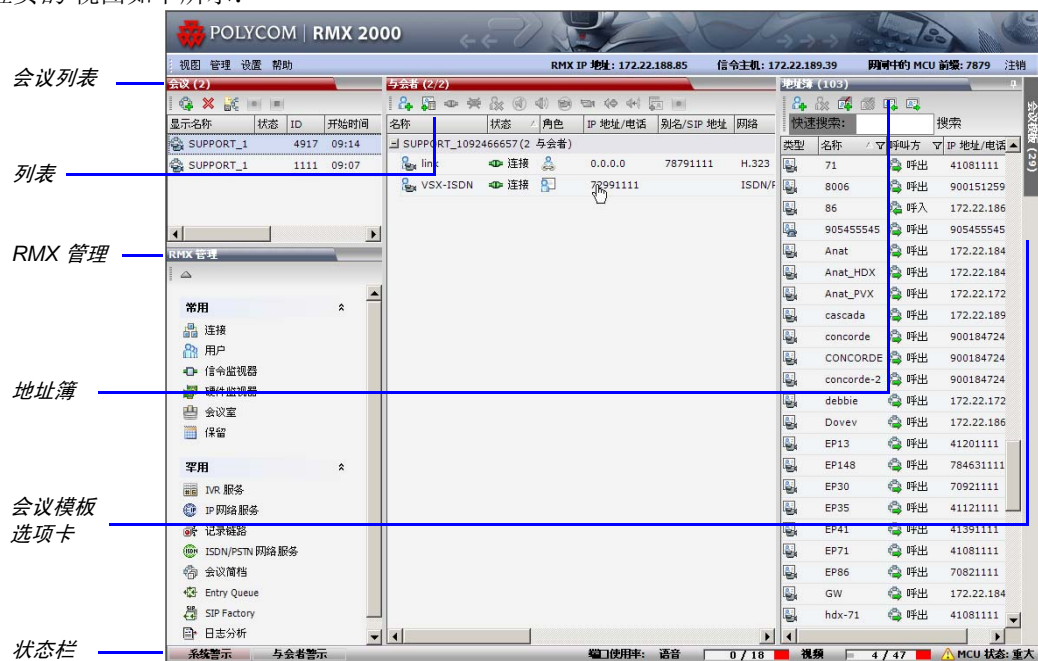 视图如下所示:
POLYCOM | RMX 2000
视图 管理 设置 帮助
RMX IP 地址: 172.22.188.85 信令主机: 172.22.189.39 网闸中的 MCU 前缀: 7879 注销
会议列表
列表
RMX 管理
地址簿
会议模板
选项卡
状态栏
会议 (2)
显示名称 状态 ID 开始时间
SUPPORT_1 4917 09:14
SUPPORT_1 1111 09:07
RMX 管理
常用
连接
用户
信令监视器
硬件监视器
会议室
保留
罕用
IVR 服务
IP 网络服务
记录链路
ISDN/PSTN 网络服务
会议简档
Entry Queue
SIP Factory
日志分析
与会者 (2/2)
名称 状态 角色 IP 地址/电话 别名/SIP 地址 网络
SUPPORT_1092466657(2 与会者)
link 连接 0.0.0.0 78791111 H.323
VSX-ISDN 连接 72991111 ISDN/F
地址簿 (103)
快速搜索: 搜索
类型 名称 呼叫方 IP 地址/电话
71 呼出 41081111
8006 呼出 900151259
86 呼入 172.22.186
905455545 呼出 905455545
Anat 呼出 172.22.184
Anat_HDX 呼出 172.22.184
Anat_PVX 呼出 172.22.172
cascada 呼出 172.22.189
concorde 呼出 900184724
CONCORDE 呼出 900184724
concorde-2 呼出 900184724
debbie 呼出 172.22.172
Dovev 呼出 172.22.186
EP13 呼出 41201111
EP148 呼出 784631111
EP30 呼出 70921111
EP35 呼出 41121111
EP41 呼出 41391111
EP71 呼出 41081111
EP86 呼出 70821111
GW 呼出 172.22.184
hdx-71 呼出 41081111
会议模板 (29)
系统警示 与会者警示 端口使用率: 语音 0 / 18 视频 4 / 47 MCU 状态: 重大